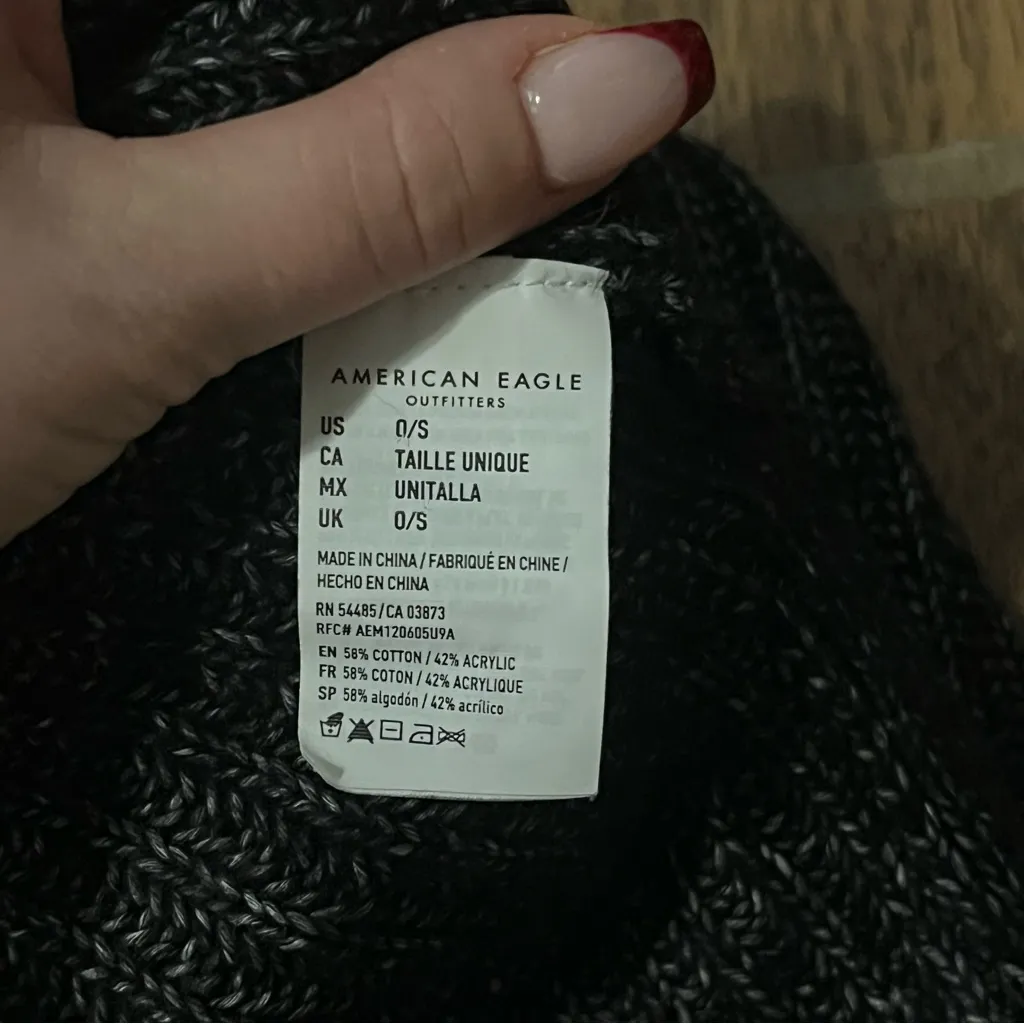 AMERICAN EAGLE
OUTFITTERS
US O/S
CA TAILLE UNIQUE
MX UNITALLA
UK O/S
MADE IN CHINA / FABRIQUÉ EN CHINE /
HECHO EN CHINA
RN 54485 / CA 03873
RFC# AEM120605U9A
EN 58% COTTON / 42% ACRYLIC
FR 58% COTON / 42% ACRYLIQUE
SP 58% algodón / 42% acrílico